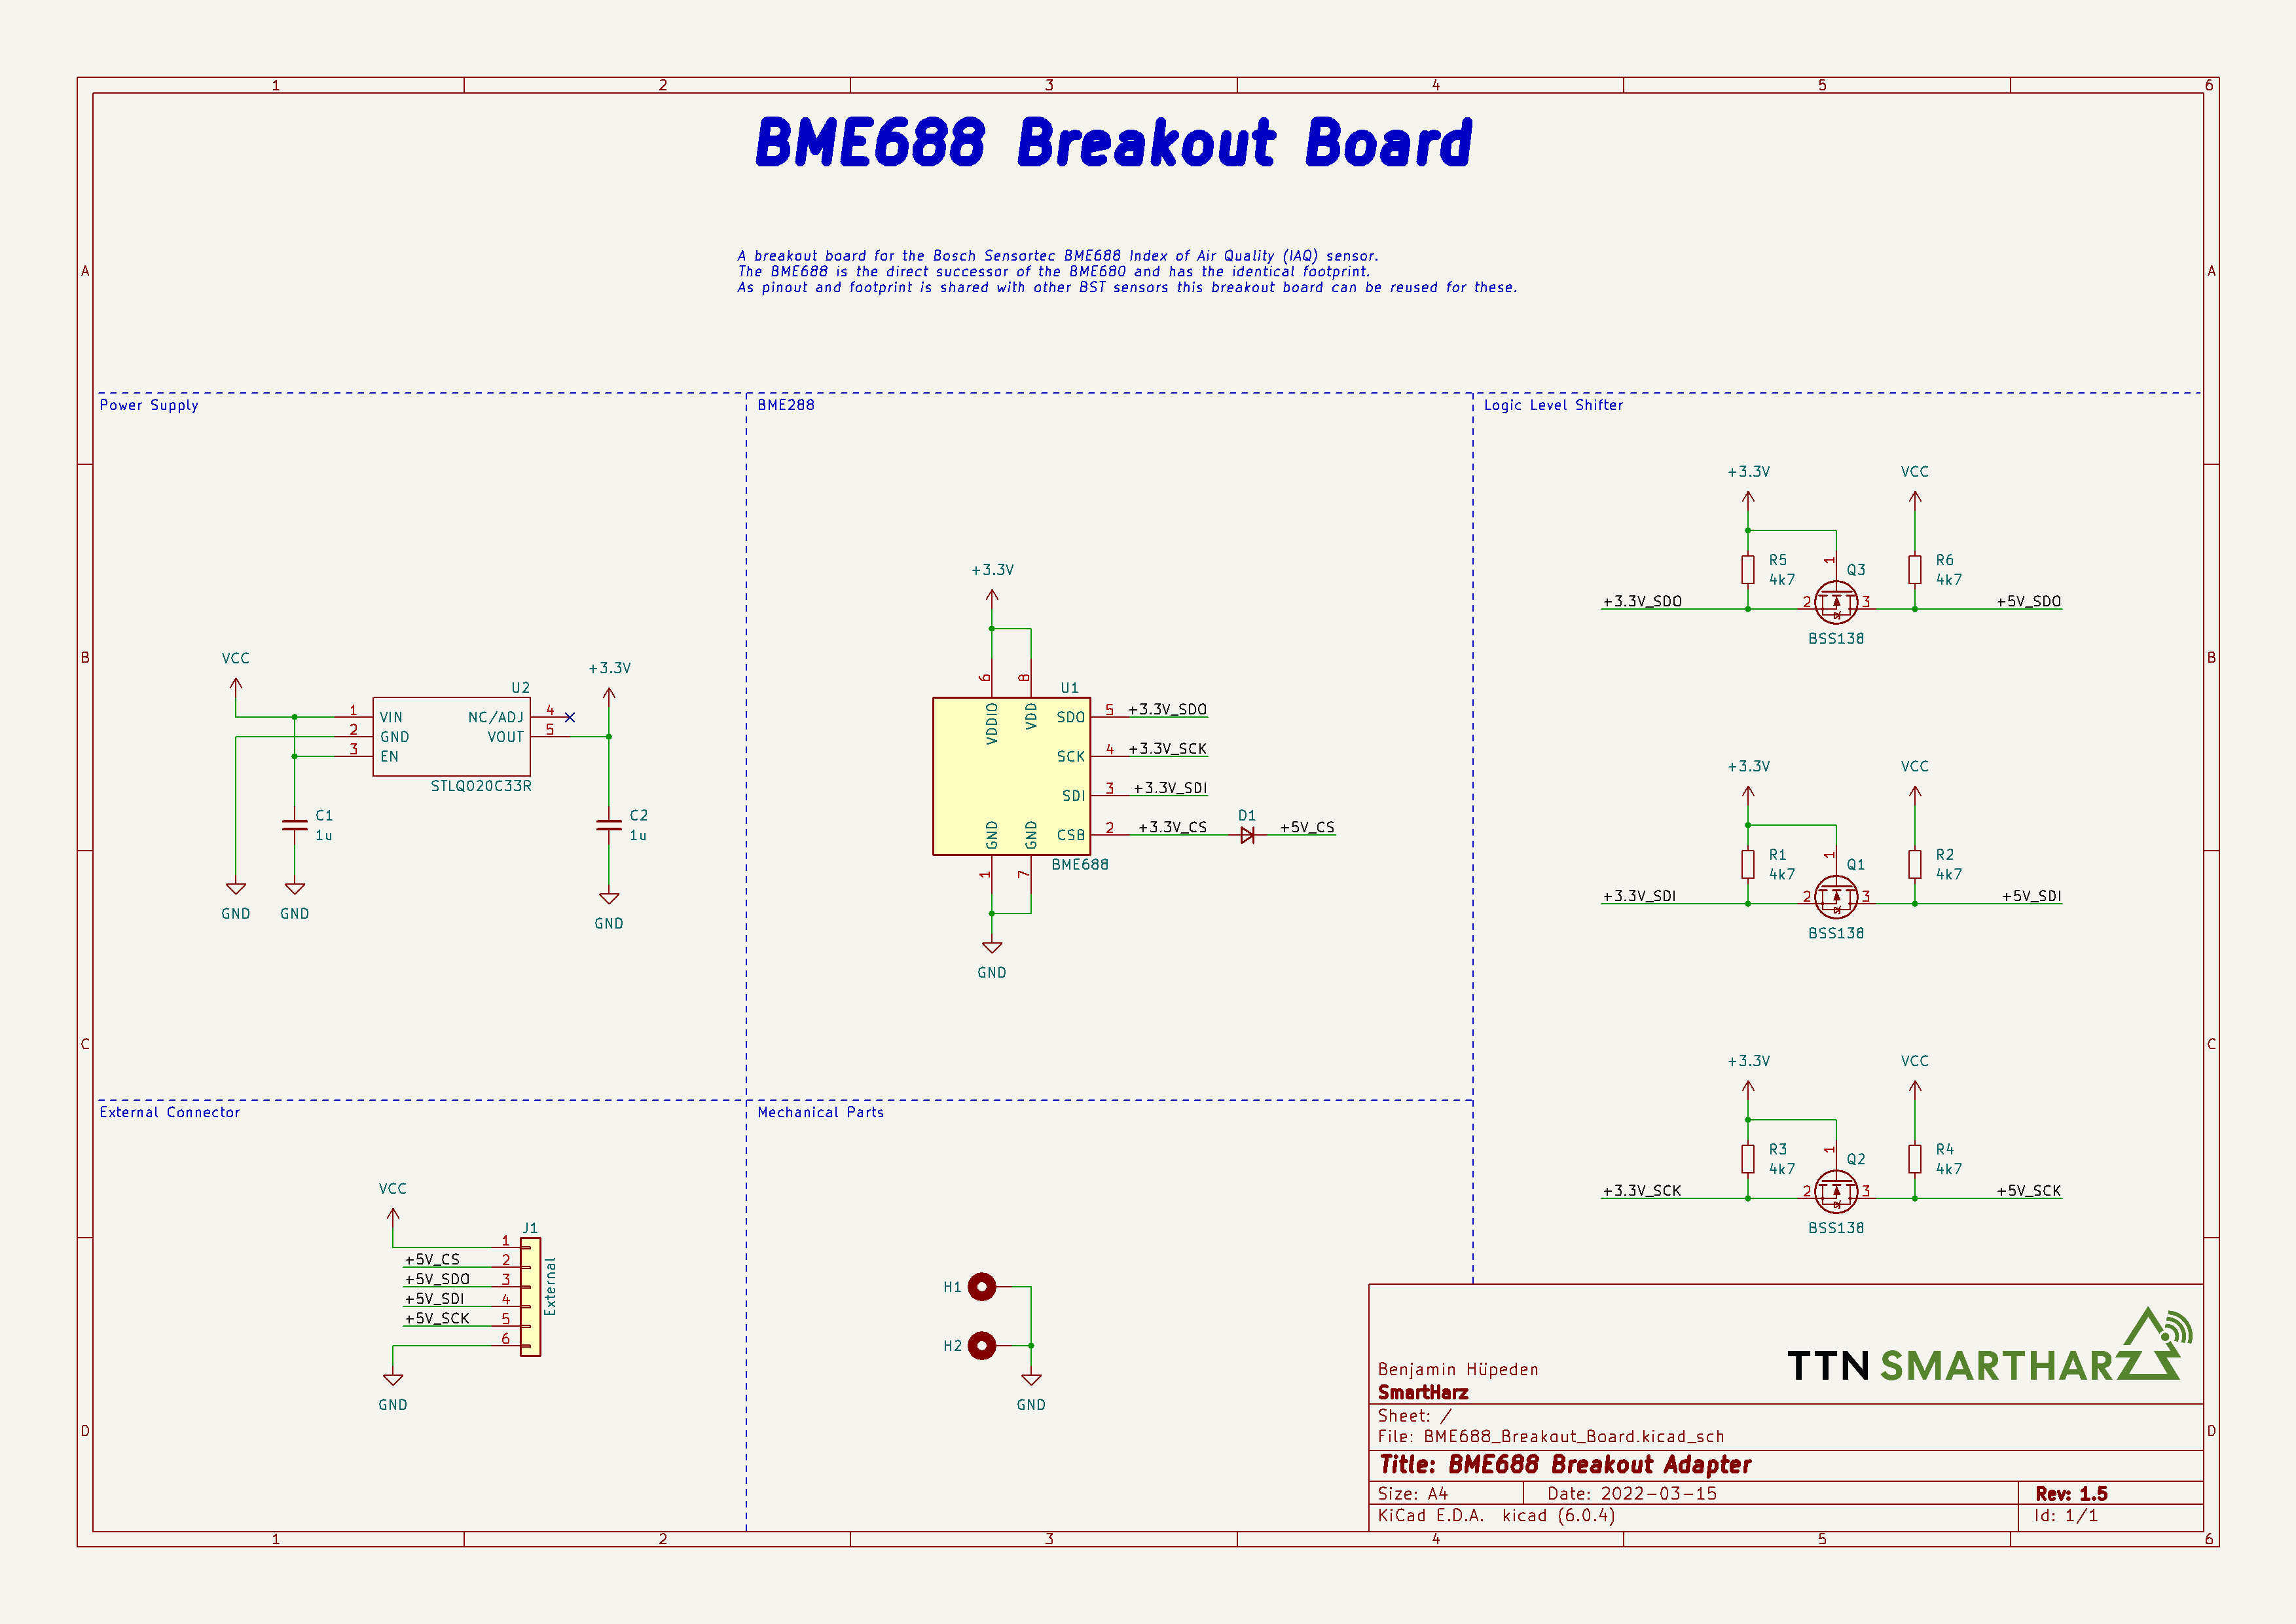 1 2 3 4 5 6
BME688 Breakout Board
A breakout board for the Bosch Sensortec BME688 Index of Air Quality (IAQ) sensor.
The BME688 is the direct successor of the BME680 and has the identical footprint.
As pinout and footprint is shared with other BST sensors this breakout board can be reused for these.
A
A
B
B
C
C
D
D
Power Supply
VCC
+3.3V
U2
1 VIN NC/ADJ 4
2 GND VOUT 5
3 EN
STLQ020C33R
C1
1u
C2
1u
GND
GND
GND
BME288
+3.3V
6
8
U1
VDDIO
VDD
SDO 5 +3.3V_SDO
SCK 4 +3.3V_SCK
SDI 3 +3.3V_SDI
D1
CSB 2 +3.3V_CS +5V_CS
GND
GND
BME688
1
7
GND
Logic Level Shifter
+3.3V VCC
R5
4k7
1
Q3
R6
4k7
+3.3V_SDO 2 3 +5V_SDO
BSS138
+3.3V VCC
R1
4k7
1
Q1
R2
4k7
+3.3V_SDI 2 3 +5V_SDI
BSS138
+3.3V VCC
R3
4k7
1
Q2
R4
4k7
+3.3V_SCK 2 3 +5V_SCK
BSS138
External Connector
VCC
J1
1
+5V_CS 2
+5V_SDO 3
+5V_SDI 4
+5V_SCK 5
6
External
GND
Mechanical Parts
H1
H2
GND
TTN SMARTHARZ
Benjamin Hüpeden
SmartHarz
Sheet: /
File: BME688_Breakout_Board.kicad_sch
Title: BME688 Breakout Adapter
Size: A4 Date: 2022-03-15 Rev: 1.5
KiCad E.D.A. kicad (6.0.4) Id: 1/1
1 2 3 4 5 6